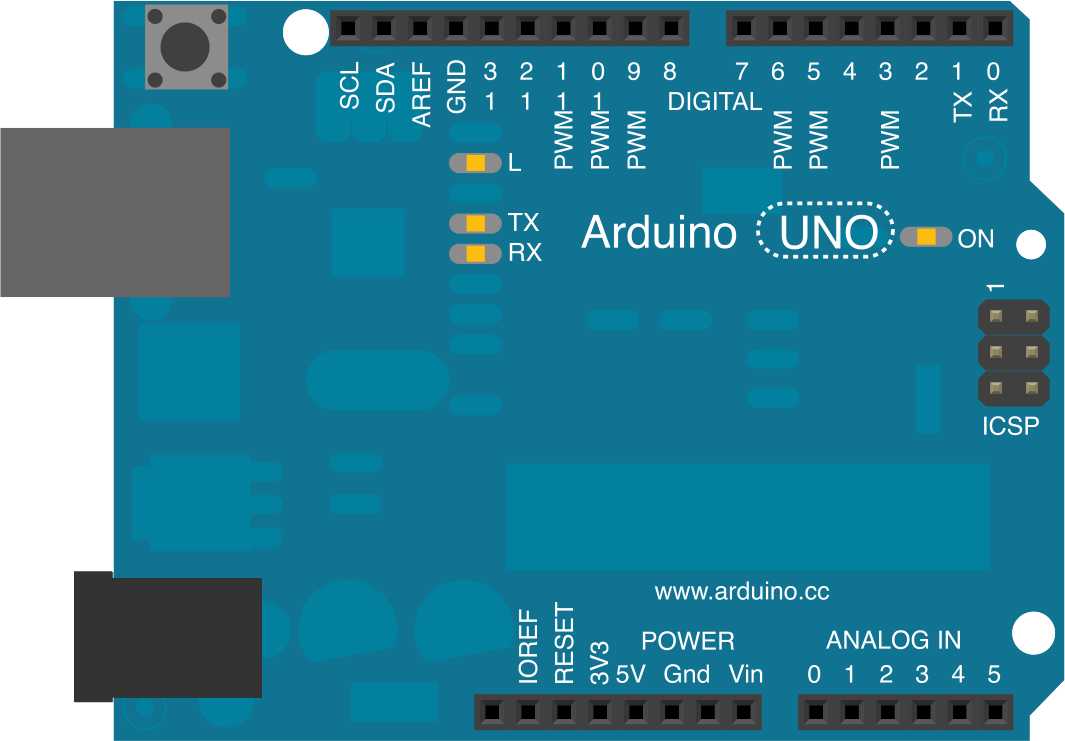 SCL SDA AREF GND 13 12 PWM 11 PWM 10 PWM 9 8
7 PWM 6 PWM 5 4 PWM 3 2 TX 1 RX 0
DIGITAL
L
TX
RX
Arduino UNO
ON
1
ICSP
www.arduino.cc
POWER
IOREF RESET 3V3 5V Gnd Vin
ANALOG IN
0 1 2 3 4 5